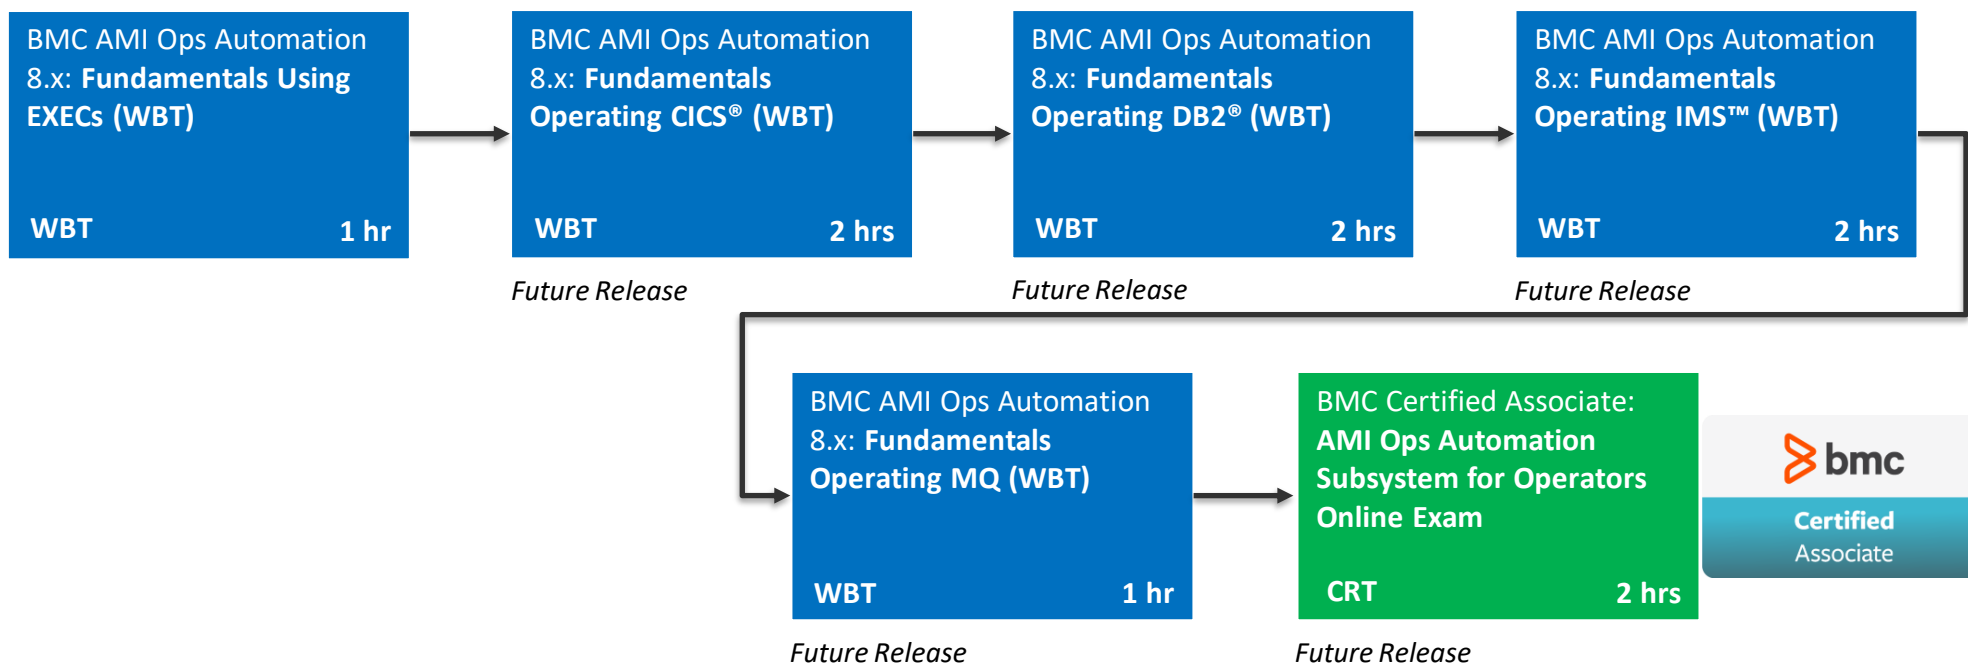 BMC AMI Ops Automation
8.x: Fundamentals Using
EXECs (WBT)
WBT
1 hr
BMC AMI Ops Automation
8.x: Fundamentals
Operating CICS® (WBT)
WBT
2 hrs
Future Release
BMC AMI Ops Automation
8.x: Fundamentals
Operating DB2® (WBT)
WBT
2 hrs
Future Release
BMC AMI Ops Automation
8.x: Fundamentals
Operating IMS™ (WBT)
WBT
2 hrs
Future Release
BMC AMI Ops Automation
8.x: Fundamentals
Operating MQ (WBT)
WBT
1 hr
Future Release
BMC Certified Associate:
AMI Ops Automation
Subsystem for Operators
Online Exam
CRT
2 hrs
Future Release
bmc
Certified
Associate